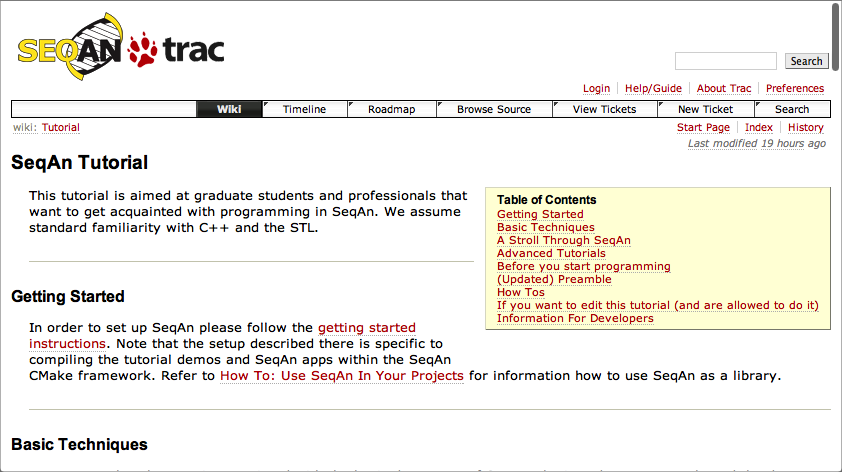 SEQAN trac
Search
Login Help/Guide About Trac Preferences
Wiki Timeline Roadmap Browse Source View Tickets New Ticket Search
wiki: Tutorial
Start Page Index History
Last modified 19 hours ago
SeqAn Tutorial
This tutorial is aimed at graduate students and professionals that
want to get acquainted with programming in SeqAn. We assume
standard familiarity with C++ and the STL.
Table of Contents
Getting Started
Basic Techniques
A Stroll Through SeqAn
Advanced Tutorials
Before you start programming
(Updated) Preamble
How Tos
If you want to edit this tutorial (and are allowed to do it)
Information For Developers
Getting Started
In order to set up SeqAn please follow the getting started
instructions. Note that the setup described there is specific to
compiling the tutorial demos and SeqAn apps within the SeqAn
CMake framework. Refer to How To: Use SeqAn In Your Projects for information how to use SeqAn as a library.
Basic Techniques